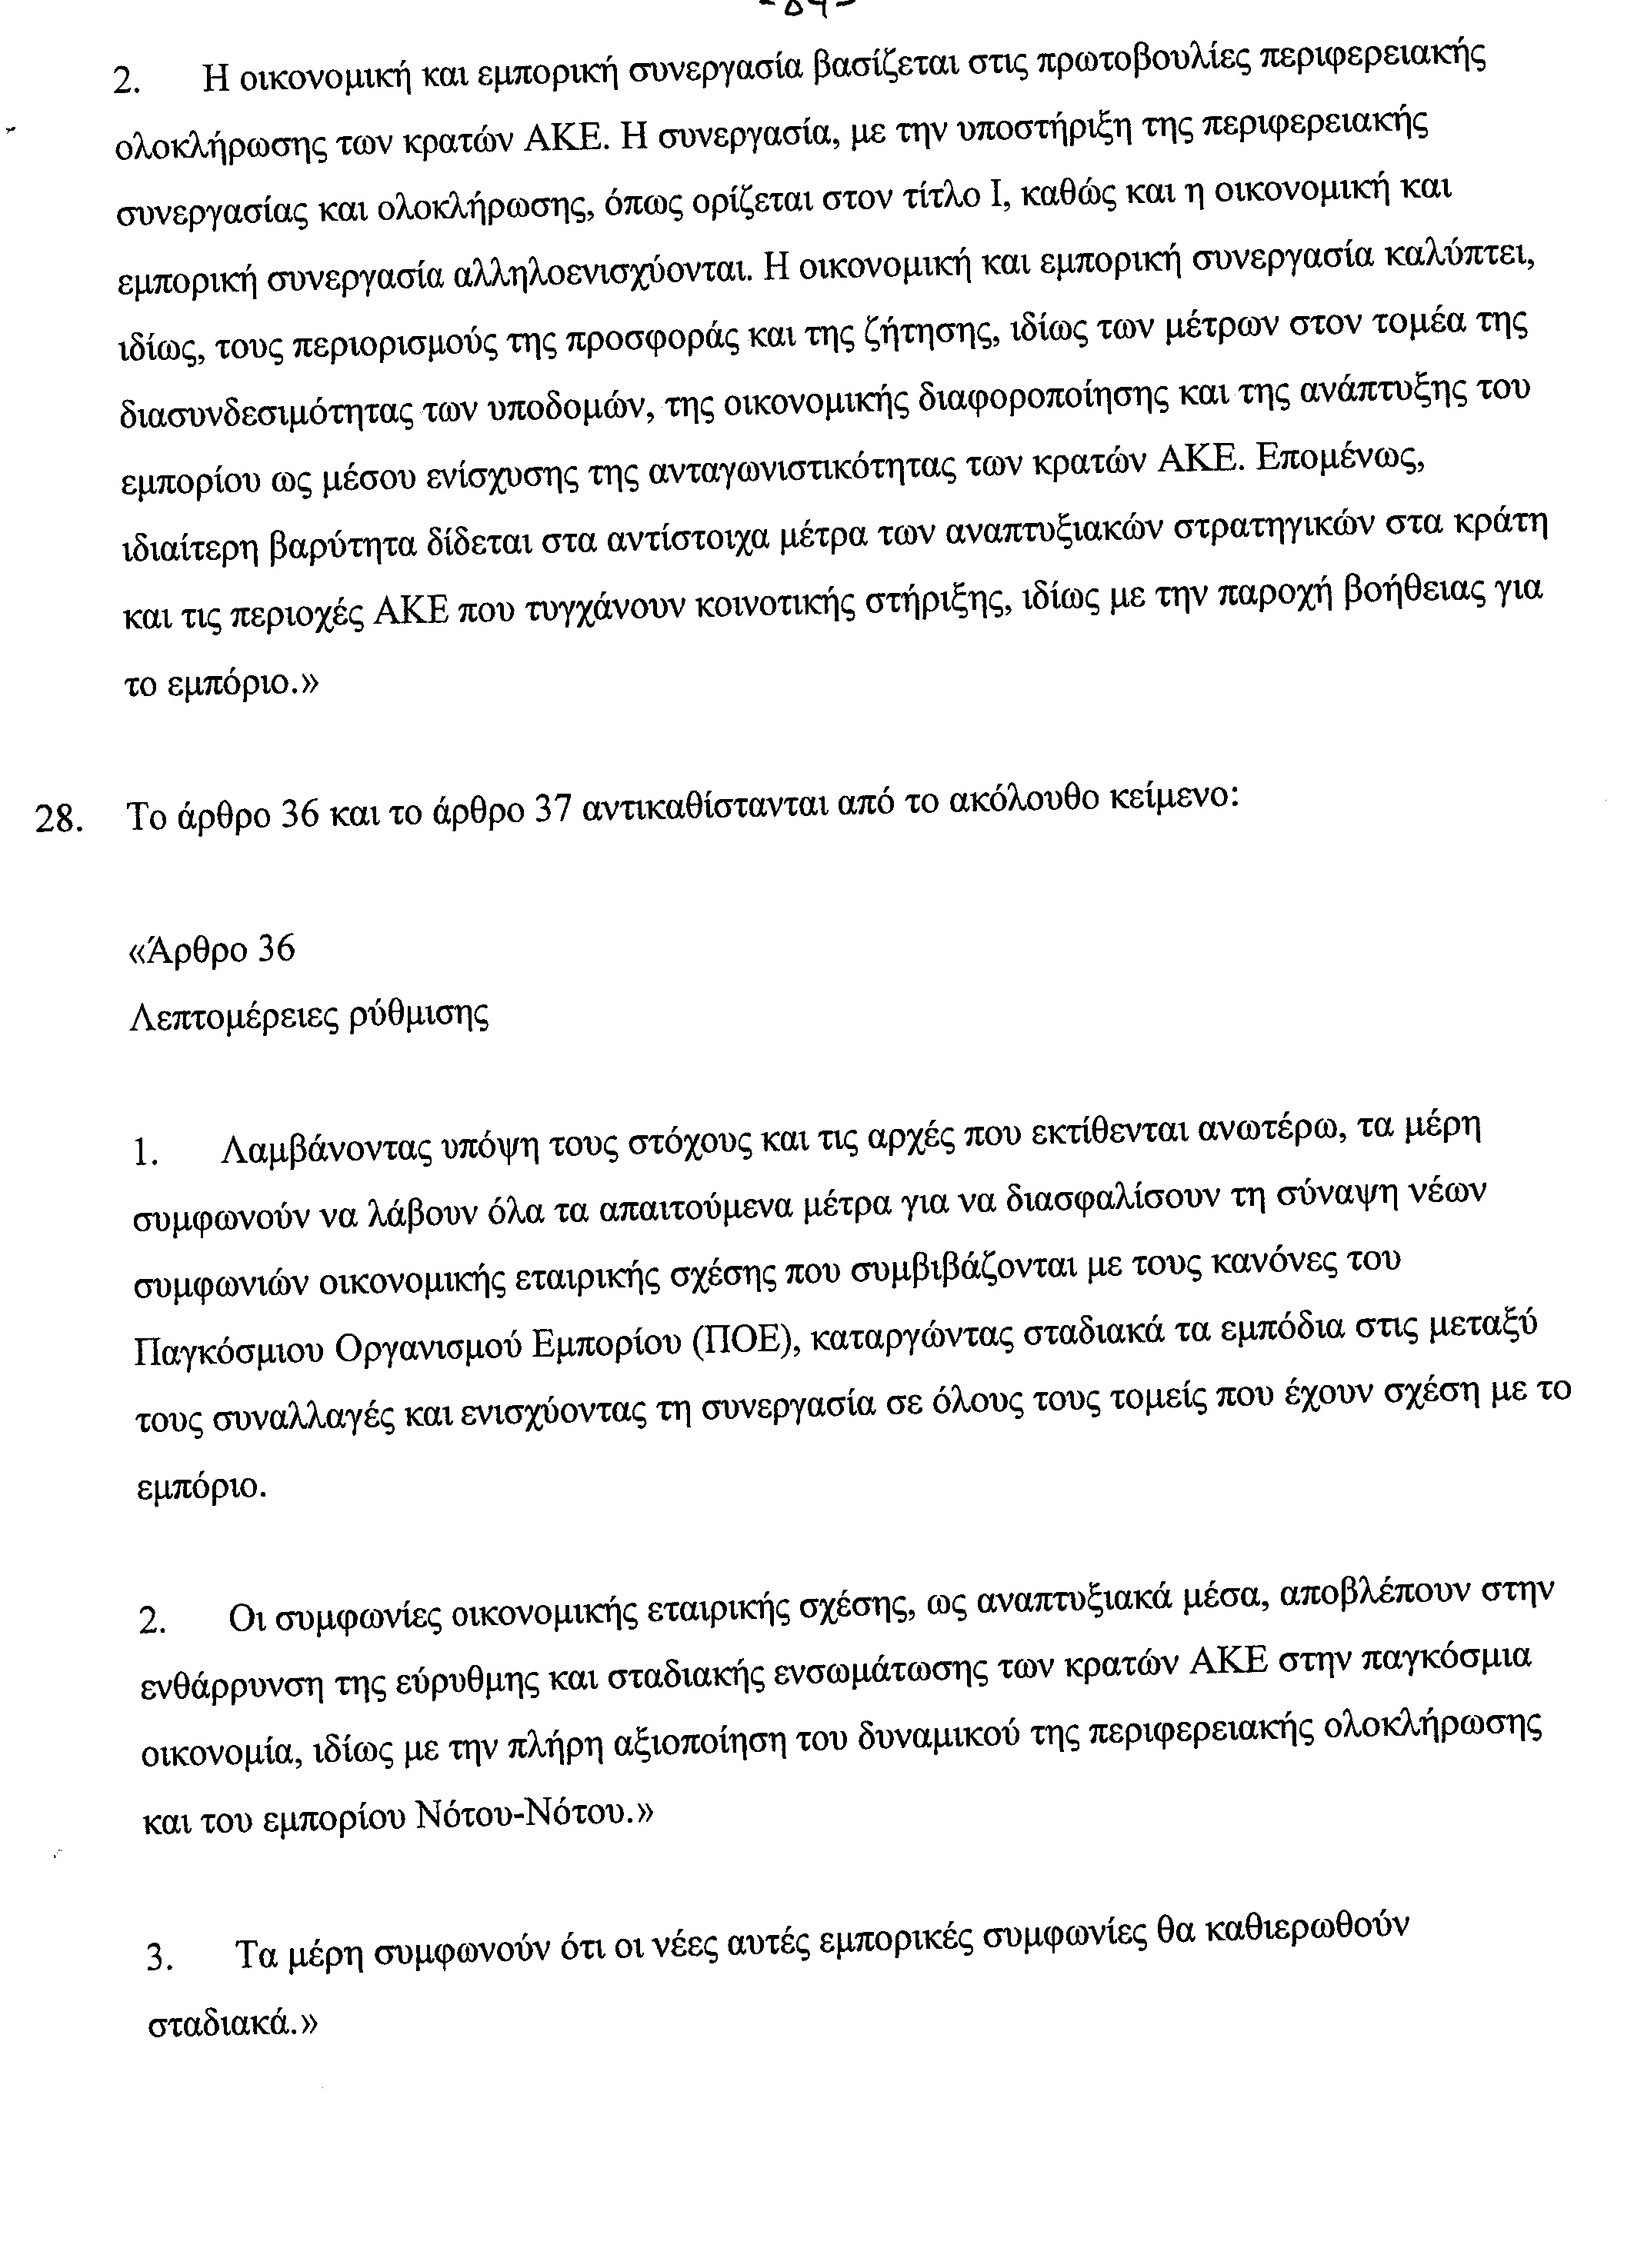 2. Η οικονομική και εμπορική συνεργασία βασίζεται στις πρωτοβουλίες περιφερειακής
ολοκλήρωσης των κρατών ΑΚΕ. Η συνεργασία, με την υποστήριξη της περιφερειακής
συνεργασίας και ολοκλήρωσης, όπως ορίζεται στον τίτλο Ι, καθώς και η οικονομική και
εμπορική συνεργασία αλληλοενισχύονται. Η οικονομική και εμπορική συνεργασία καλύπτει,
ιδίως, τους περιορισμούς της προσφοράς και της ζήτησης, ιδίως των μέτρων στον τομέα της
διασυνδεσιμότητας των υποδομών, της οικονομικής διαφοροποίησης και της ανάπτυξης του
εμπορίου ως μέσου ενίσχυσης της ανταγωνιστικότητας των κρατών ΑΚΕ. Επομένως,
ιδιαίτερη βαρύτητα δίδεται στα αντίστοιχα μέτρα των αναπτυξιακών στρατηγικών στα κράτη
και τις περιοχές ΑΚΕ που τυγχάνουν κοινοτικής στήριξης, ιδίως με την παροχή βοήθειας για
το εμπόριο.»
28. Το άρθρο 36 και το άρθρο 37 αντικαθίστανται από το ακόλουθο κείμενο:
«Άρθρο 36
Λεπτομέρειες ρύθμισης
1. Λαμβάνοντας υπόψη τους στόχους και τις αρχές που εκτίθενται ανωτέρω, τα μέρη
συμφωνούν να λάβουν όλα τα απαιτούμενα μέτρα για να διασφαλίσουν τη σύναψη νέων
συμφωνιών οικονομικής εταιρικής σχέσης που συμβιβάζονται με τους κανόνες του
Παγκόσμιου Οργανισμού Εμπορίου (ΠΟΕ), καταργώντας σταδιακά τα εμπόδια στις μεταξύ
τους συναλλαγές και ενισχύοντας τη συνεργασία σε όλους τους τομείς που έχουν σχέση με το
εμπόριο.
2. Οι συμφωνίες οικονομικής εταιρικής σχέσης, ως αναπτυξιακά μέσα, αποβλέπουν στην
ενθάρρυνση της εύρυθμης και σταδιακής ενσωμάτωσης των κρατών ΑΚΕ στην παγκόσμια
οικονομία, ιδίως με την πλήρη αξιοποίηση του δυναμικού της περιφερειακής ολοκλήρωσης
και του εμπορίου Νότου-Νότου.»
3. Τα μέρη συμφωνούν ότι οι νέες αυτές εμπορικές συμφωνίες θα καθιερωθούν
σταδιακά.»